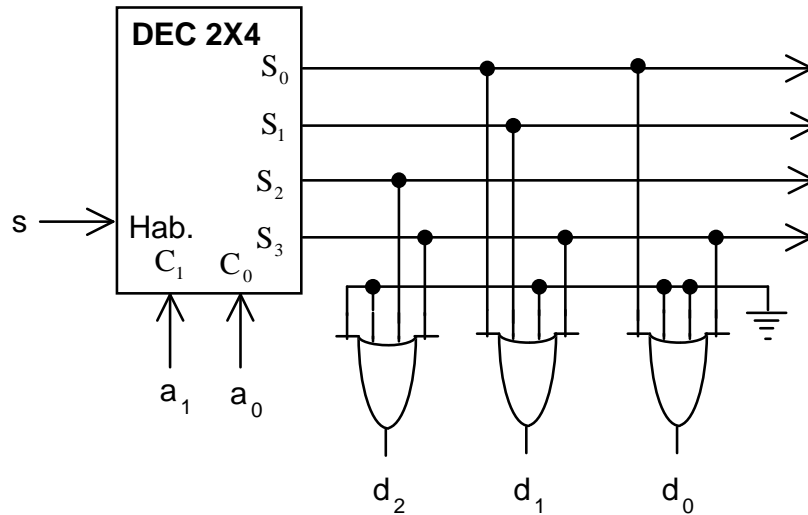 DEC 2X4
S₀
S₁
S₂
S₃
s
Hab.
C₁ C₀
a₁ a₀
d₂ d₁ d₀